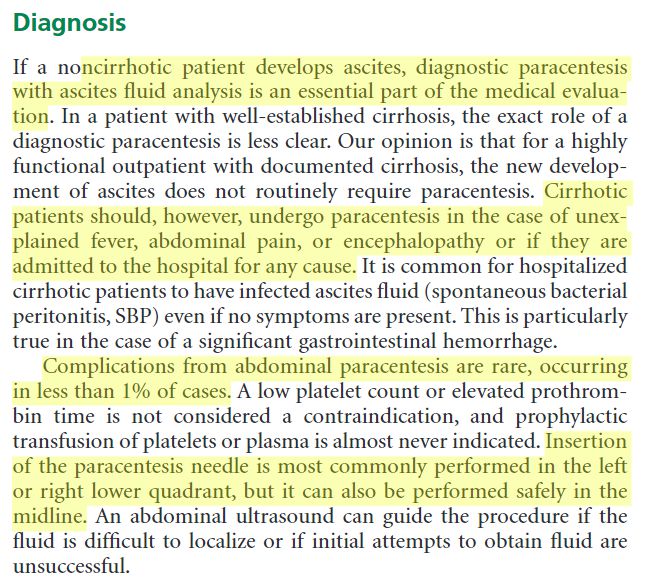 Diagnosis
If a noncirrhotic patient develops ascites, diagnostic paracentesis
with ascites fluid analysis is an essential part of the medical evalua-
tion. In a patient with well-established cirrhosis, the exact role of a
diagnostic paracentesis is less clear. Our opinion is that for a highly
functional outpatient with documented cirrhosis, the new develop-
ment of ascites does not routinely require paracentesis. Cirrhotic
patients should, however, undergo paracentesis in the case of unex-
plained fever, abdominal pain, or encephalopathy or if they are
admitted to the hospital for any cause. It is common for hospitalized
cirrhotic patients to have infected ascites fluid (spontaneous bacterial
peritonitis, SBP) even if no symptoms are present. This is particularly
true in the case of a significant gastrointestinal hemorrhage.
Complications from abdominal paracentesis are rare, occurring
in less than 1% of cases. A low platelet count or elevated prothrom-
bin time is not considered a contraindication, and prophylactic
transfusion of platelets or plasma is almost never indicated. Insertion
of the paracentesis needle is most commonly performed in the left
or right lower quadrant, but it can also be performed safely in the
midline. An abdominal ultrasound can guide the procedure if the
fluid is difficult to localize or if initial attempts to obtain fluid are
unsuccessful.